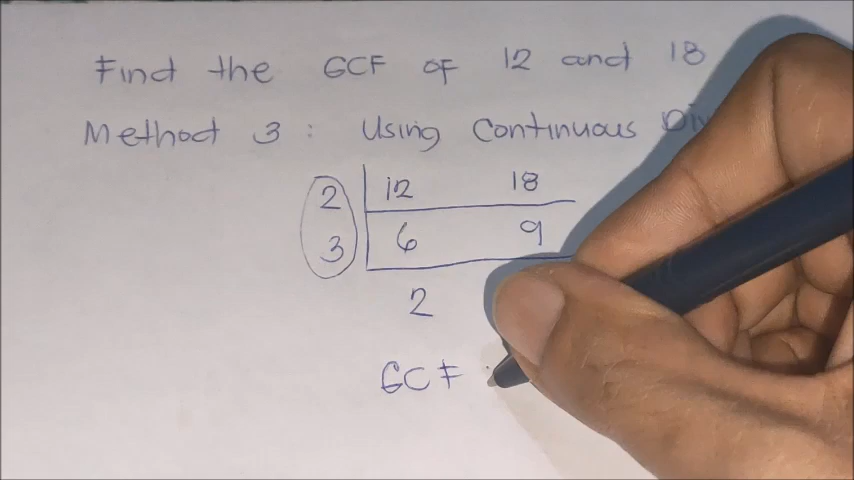 Find the GCF of 12 and 18
Method 3 : Using Continuous
2 12 18
3 6 9
2
GCF